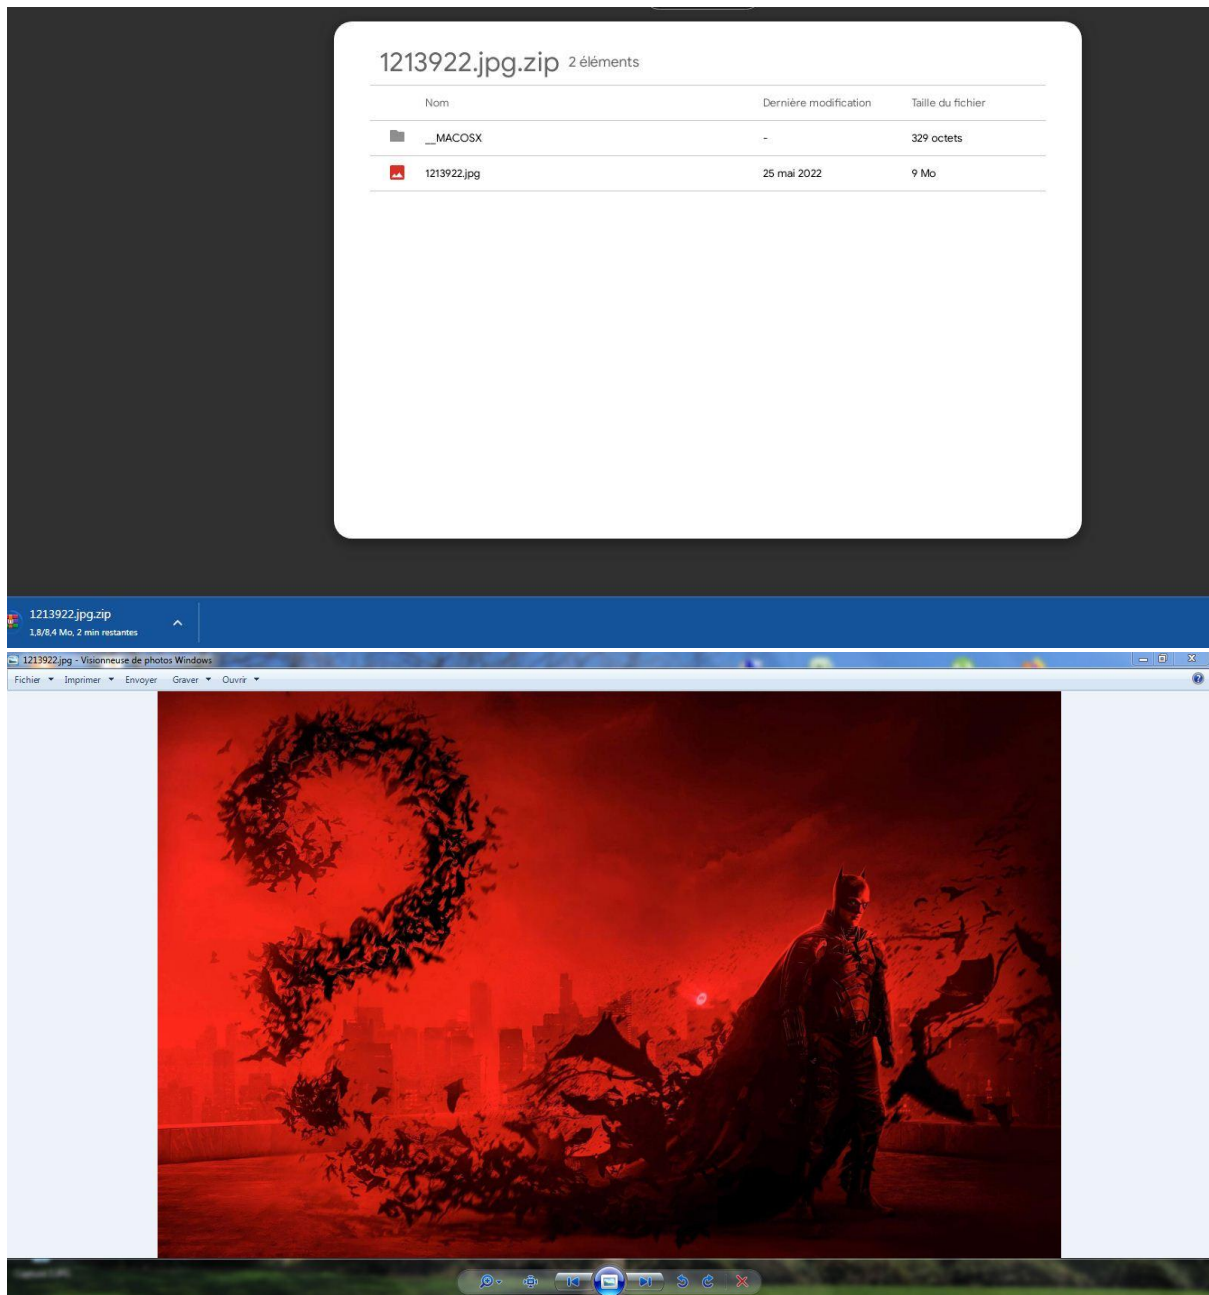 1213922.jpg.zip 2 éléments
Nom Dernière modification Taille du fichier
__MACOSX - 329 octets
1213922.jpg 25 mai 2022 9 Mo
1213922.jpg.zip
1,8/8,4 Mo, 2 min restantes
1213922.jpg - Visionneuse de photos Windows
Fichier Imprimer Envoyer Graver Ouvrir